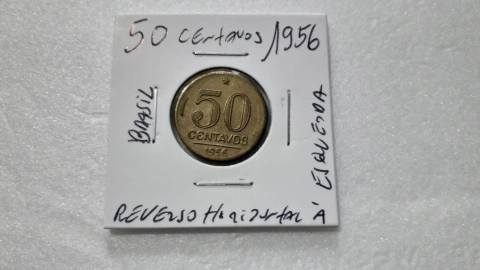 50 CENTAVOS 1956
BRASIL
50
CENTAVOS
1956
ESQUERDA
REVERSO HORIZONTAL À